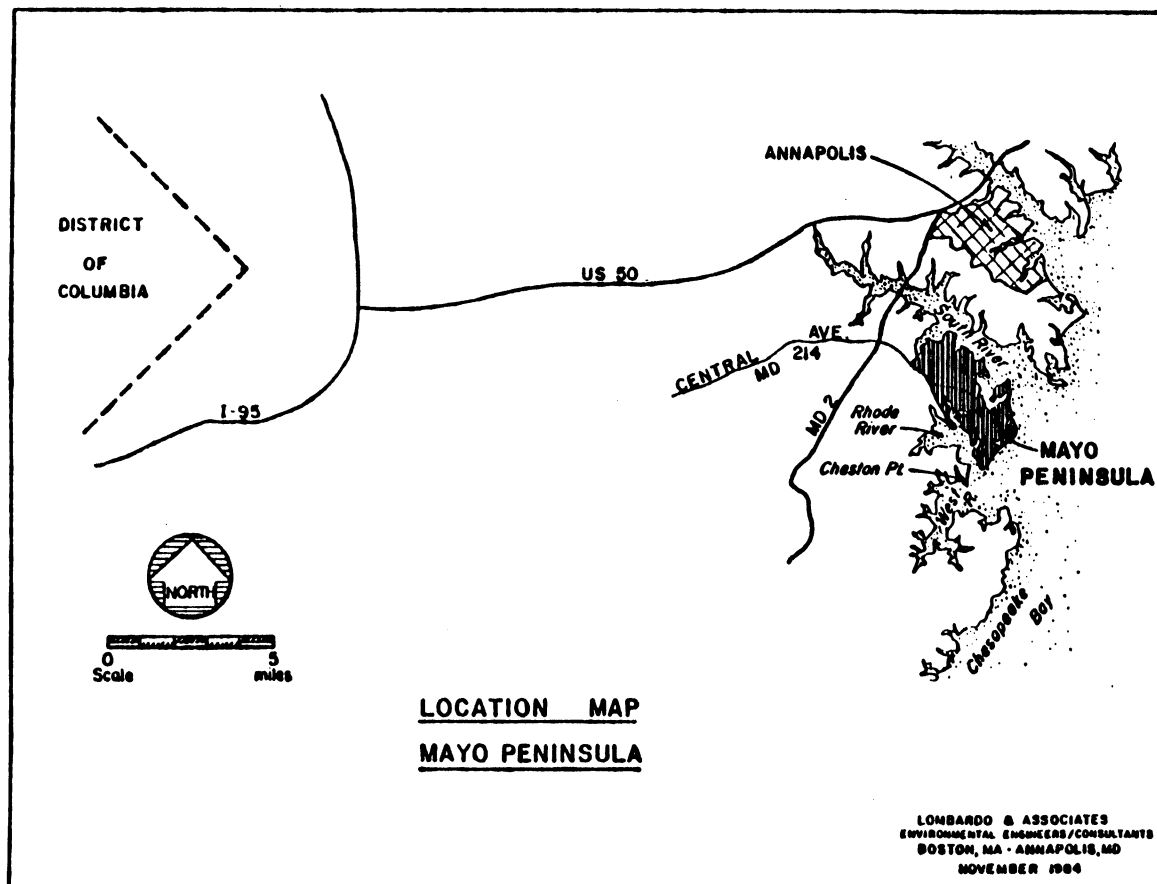 ANNAPOLIS
DISTRICT
OF
COLUMBIA
US 50
South River
CENTRAL AVE.
MD 214
I-95
MD 2
Rhode
River
MAYO
PENINSULA
Cheston Pt.
West R.
NORTH
Chesapeake
Bay
0 5
Scale miles
LOCATION MAP
MAYO PENINSULA
LOMBARDO & ASSOCIATES
ENVIRONMENTAL ENGINEERS/CONSULTANTS
BOSTON, MA - ANNAPOLIS, MD
NOVEMBER 1984